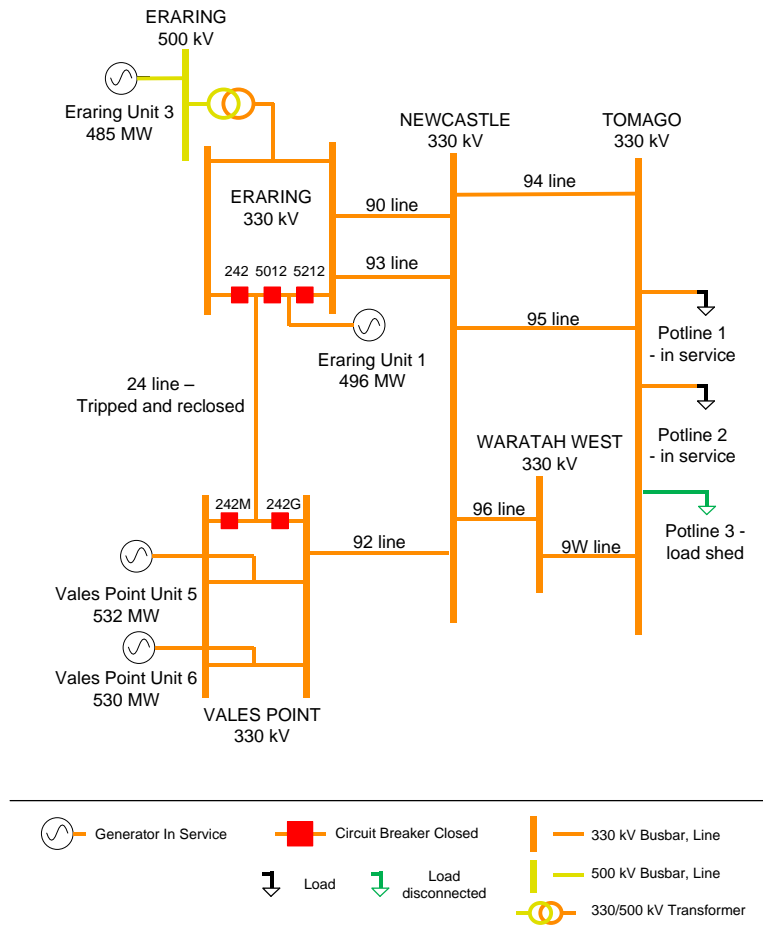 ERARING
500 kV
Eraring Unit 3
485 MW
NEWCASTLE
330 kV
TOMAGO
330 kV
94 line
ERARING
330 kV
90 line
93 line
242
5012
5212
95 line
Eraring Unit 1
496 MW
Potline 1
- in service
24 line –
Tripped and reclosed
Potline 2
- in service
WARATAH WEST
330 kV
242M
242G
96 line
92 line
9W line
Potline 3 -
load shed
Vales Point Unit 5
532 MW
Vales Point Unit 6
530 MW
VALES POINT
330 kV
Generator In Service
Circuit Breaker Closed
330 kV Busbar, Line
Load
Load
disconnected
500 kV Busbar, Line
330/500 kV Transformer